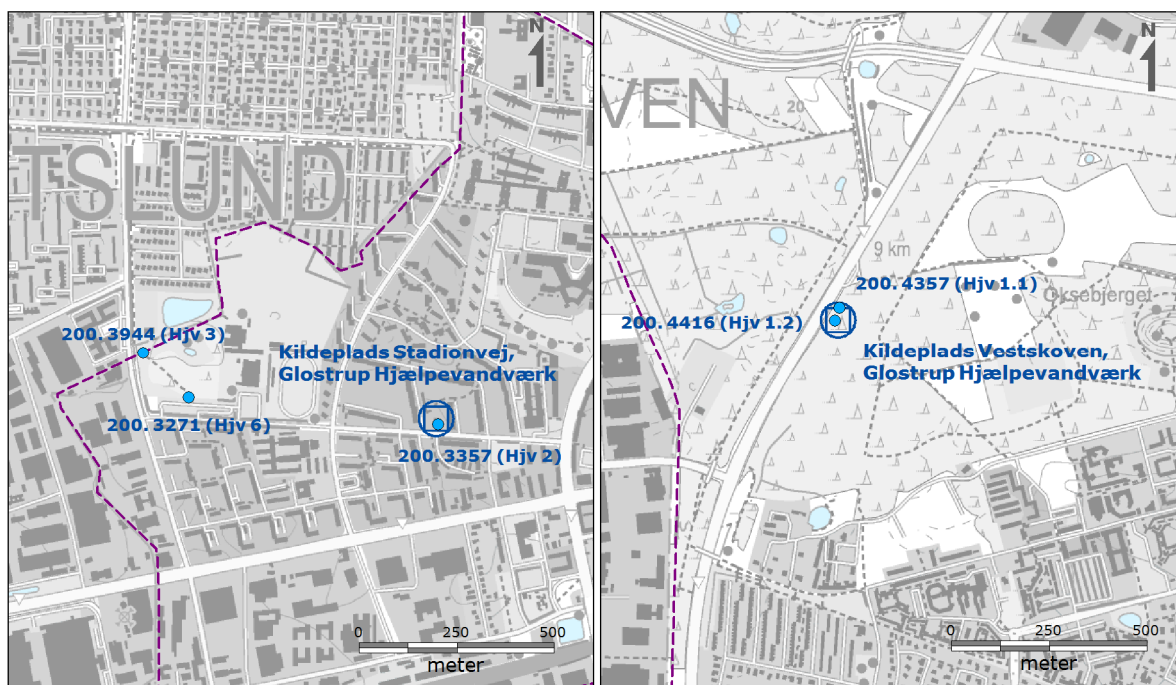 N
TSLUND
200. 3944 (Hjv 3)
Kildeplads Stadionvej,
Glostrup Hjælpevandværk
200. 3271 (Hjv 6)
200. 3357 (Hjv 2)
0 250 500
meter
N
VEN
20
9 km
200. 4357 (Hjv 1.1)
Oksebjerget
200. 4416 (Hjv 1.2)
Kildeplads Vestskoven,
Glostrup Hjælpevandværk
0 250 500
meter